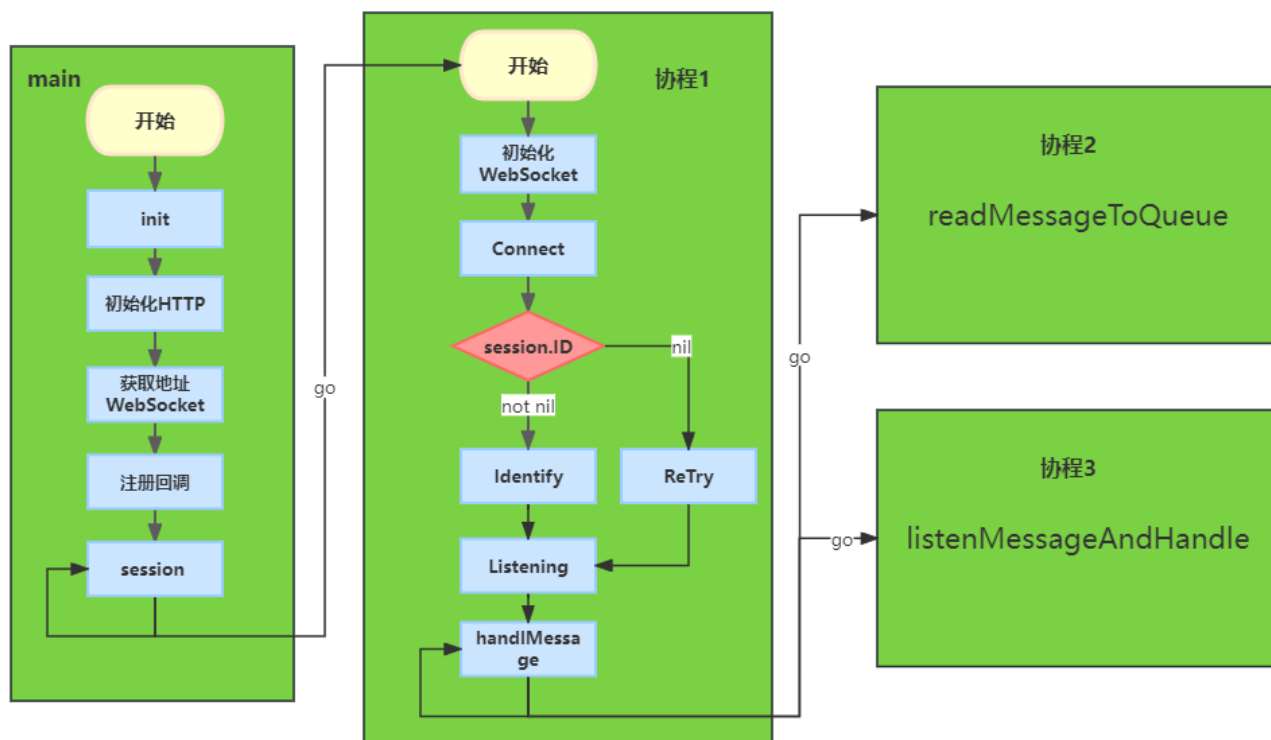 main
开始
init
初始化HTTP
获取地址
WebSocket
注册回调
session
go
协程1
开始
初始化
WebSocket
Connect
session.ID
nil
not nil
Identify
ReTry
Listening
handlMessa
ge
go
go
协程2
readMessageToQueue
协程3
listenMessageAndHandle